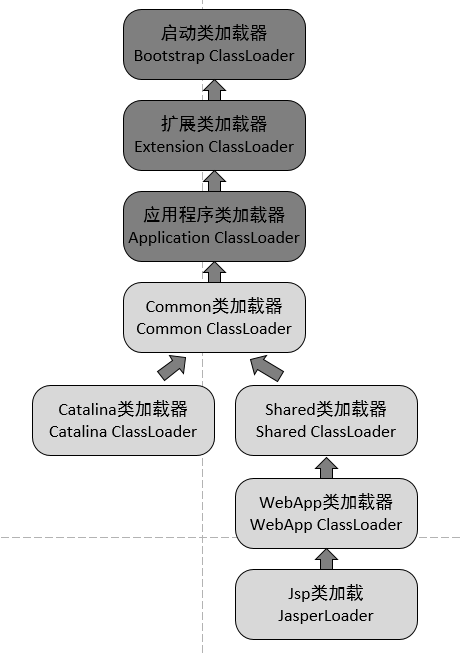 启动类加载器
Bootstrap ClassLoader
扩展类加载器
Extension ClassLoader
应用程序类加载器
Application ClassLoader
Common类加载器
Common ClassLoader
Catalina类加载器
Catalina ClassLoader
Shared类加载器
Shared ClassLoader
WebApp类加载器
WebApp ClassLoader
Jsp类加载
JasperLoader